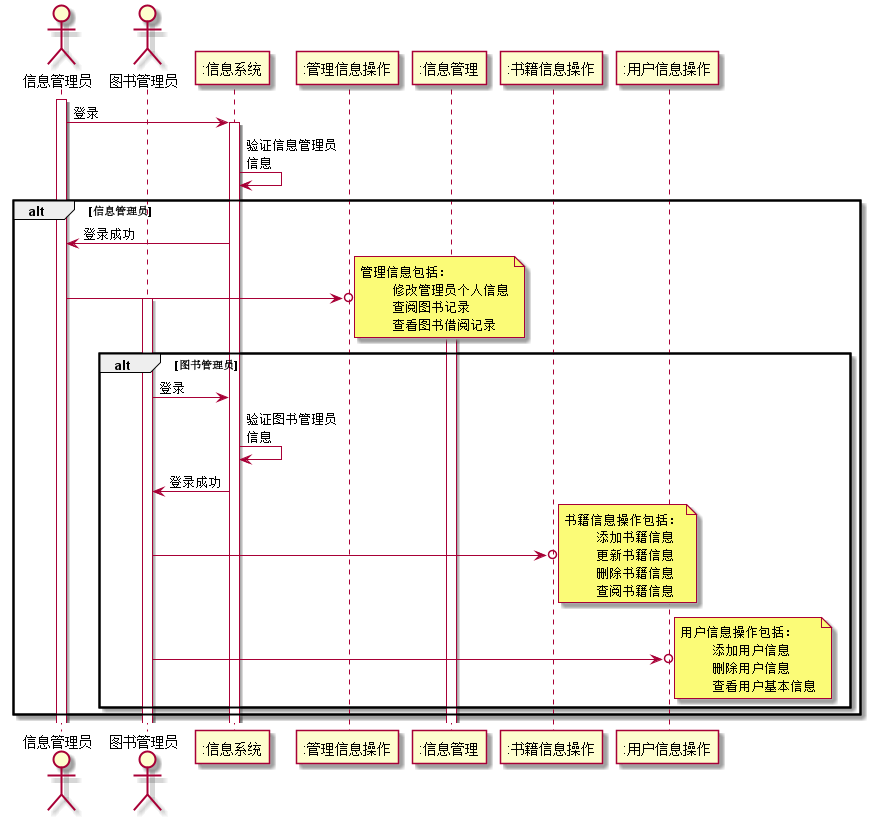 信息管理员
图书管理员
:信息系统
:管理信息操作
:信息管理
:书籍信息操作
:用户信息操作
登录
验证信息管理员
信息
alt
[信息管理员]
登录成功
管理信息包括：
修改管理员个人信息
查阅图书记录
查看图书借阅记录
alt
[图书管理员]
登录
验证图书管理员
信息
登录成功
书籍信息操作包括：
添加书籍信息
更新书籍信息
删除书籍信息
查阅书籍信息
用户信息操作包括：
添加用户信息
删除用户信息
查看用户基本信息
信息管理员
图书管理员
:信息系统
:管理信息操作
:信息管理
:书籍信息操作
:用户信息操作